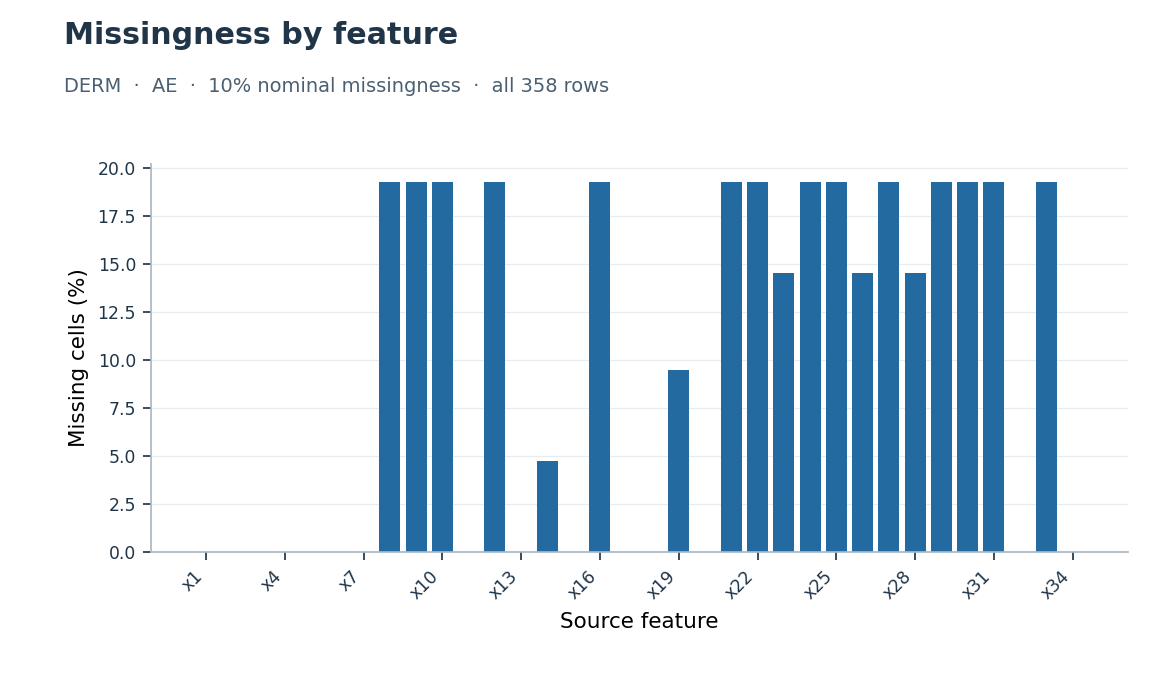 Missingness by feature
DERM · AE · 10% nominal missingness · all 358 rows
20.0
17.5
15.0
12.5
10.0
7.5
5.0
2.5
0.0
Missing cells (%)
x1 x4 x7 x10 x13 x16 x19 x22 x25 x28 x31 x34
Source feature